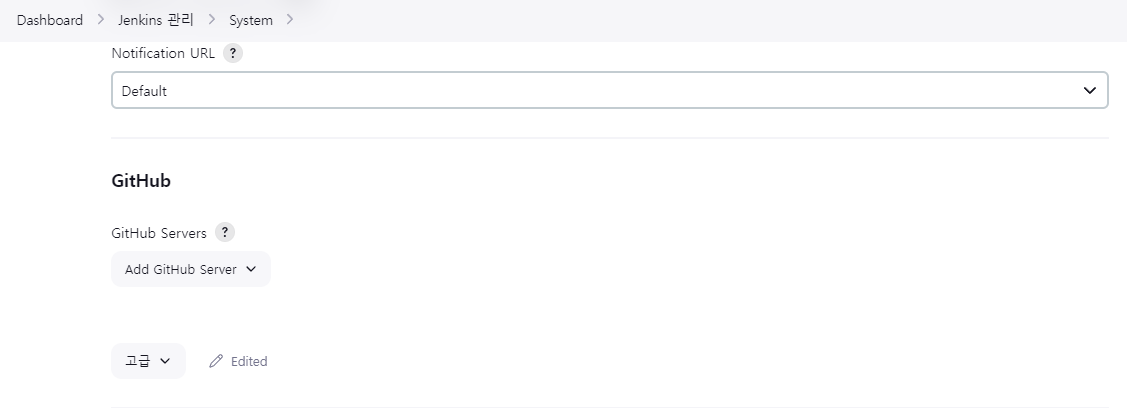 Dashboard > Jenkins 관리 > System >
Notification URL ?
Default
GitHub
GitHub Servers ?
Add GitHub Server
고급 Edited